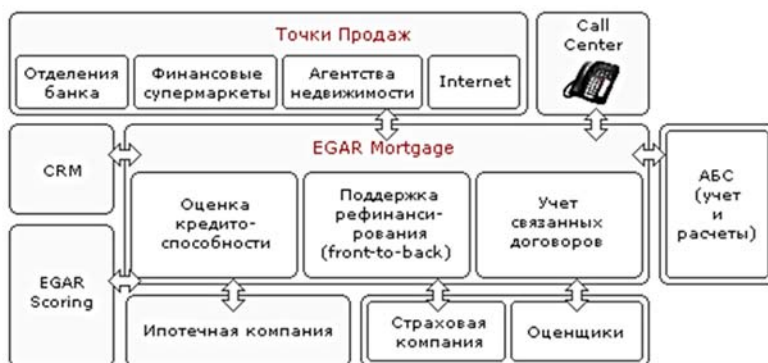 Точки Продаж
Отделения
банка
Финансовые
супермаркеты
Агентства
недвижимости
Internet
Call
Center
CRM
EGAR Mortgage
Оценка
кредито-
способности
Поддержка
рефинанси-
рования
(front-to-back)
Учет
связанных
договоров
АБС
(учет
и
расчеты)
EGAR
Scoring
Ипотечная компания
Страховая
компания
Оценщики